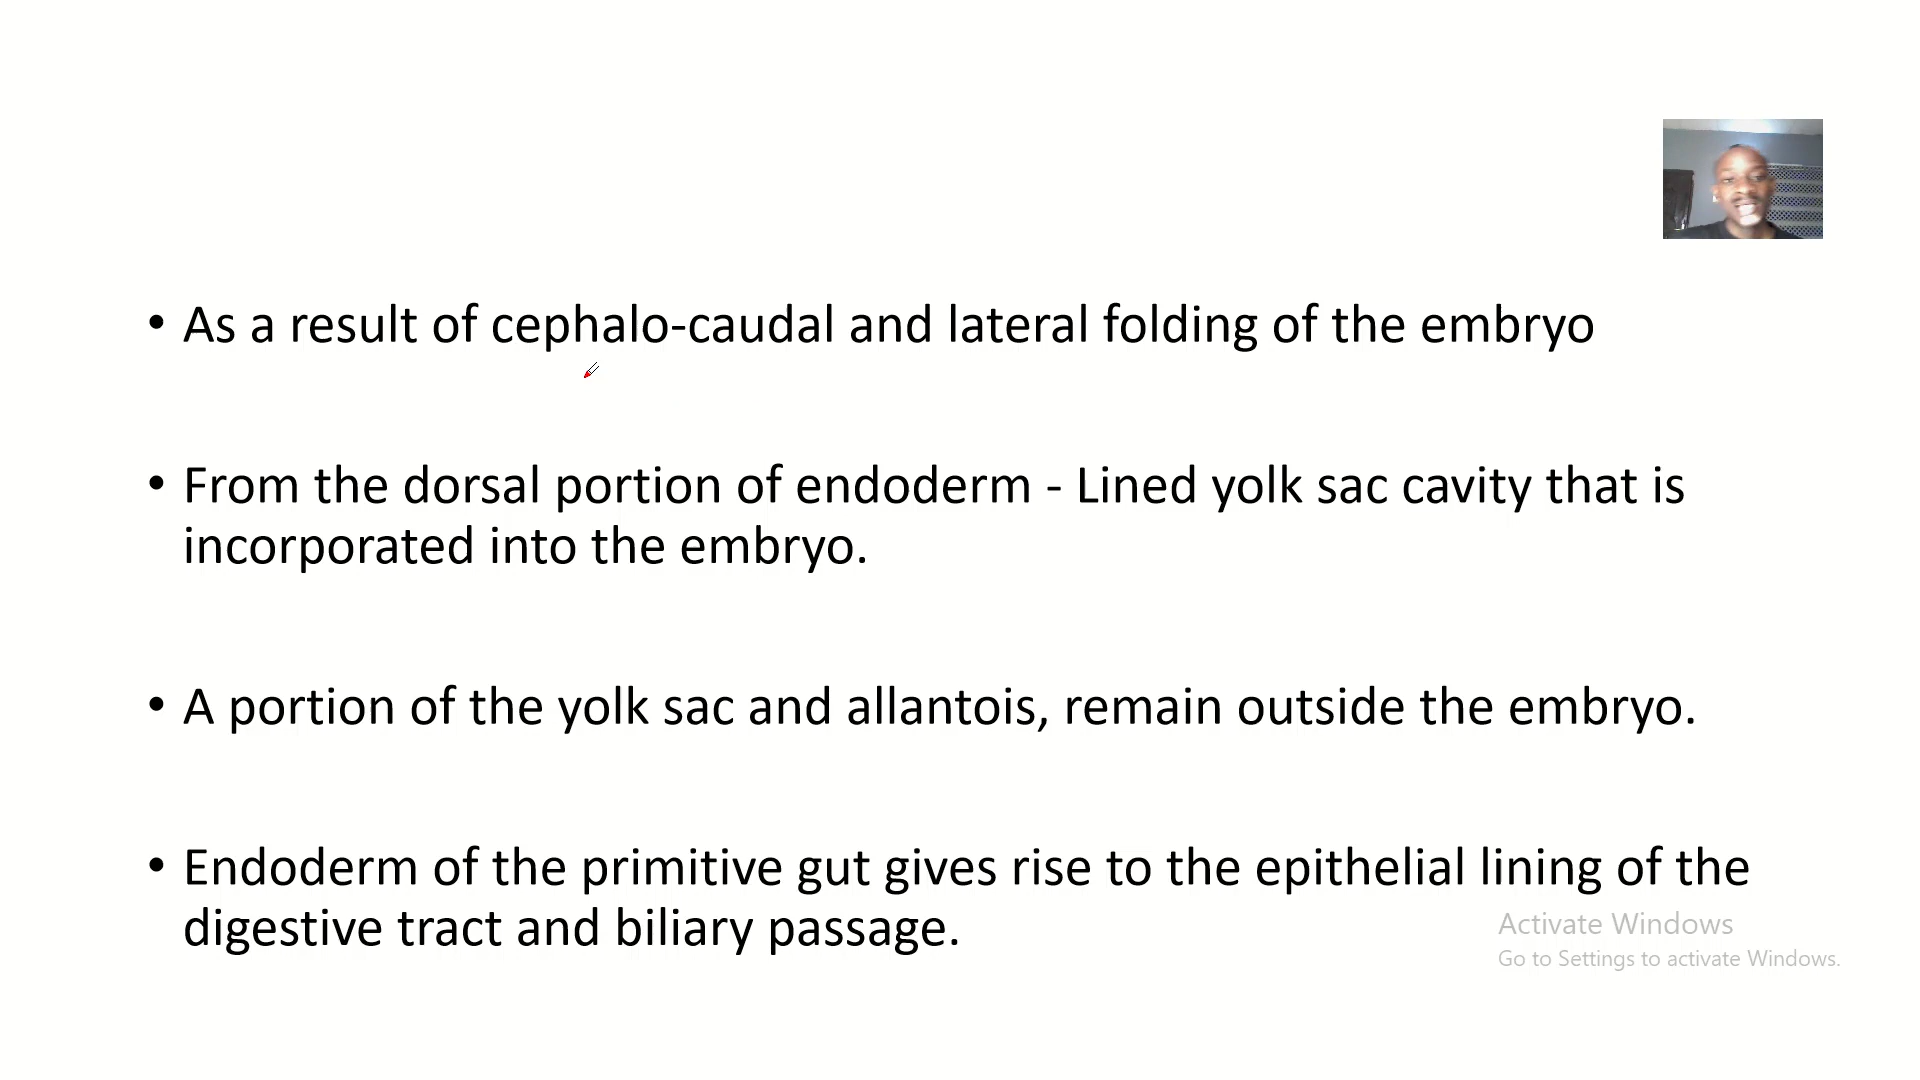 • As a result of cephalo-caudal and lateral folding of the embryo
• From the dorsal portion of endoderm - Lined yolk sac cavity that is
incorporated into the embryo.
• A portion of the yolk sac and allantois, remain outside the embryo.
• Endoderm of the primitive gut gives rise to the epithelial lining of the
digestive tract and biliary passage.
Activate Windows
Go to Settings to activate Windows.